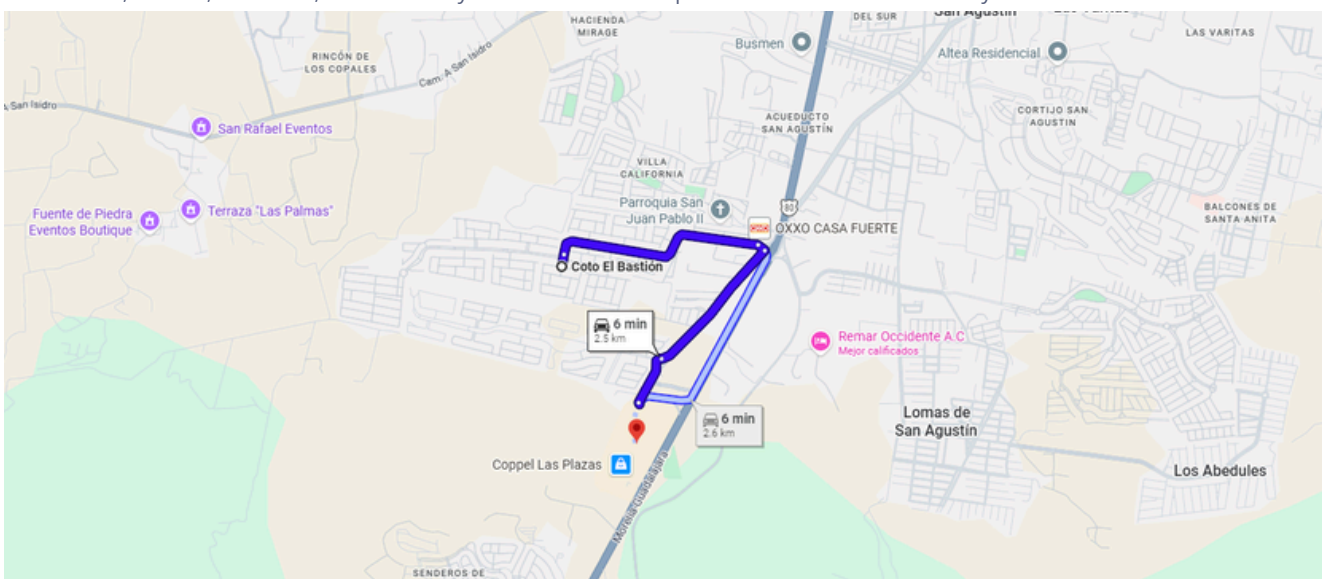 HACIENDA
MIRAGE
DEL SUR
San Agustín
LAS VARITAS
Busmen
Altea Residencial
RINCÓN DE
LOS COPALES
Cam. A San Isidro
San Isidro
CORTIJO SAN
AGUSTIN
ACUEDUCTO
SAN AGUSTÍN
San Rafael Eventos
VILLA
CALIFORNIA
Parroquia San
Juan Pablo II
80
Terraza "Las Palmas"
Fuente de Piedra
Eventos Boutique
BALCONES DE
SANTA ANITA
OXXO
OXXO CASA FUERTE
Coto El Bastión
6 min
2.5 km
Remar Occidente A.C
Mejor calificados
6 min
2.6 km
Lomas de
San Agustín
Coppel Las Plazas
Los Abedules
Morelia Guadalajara
SENDEROS DE